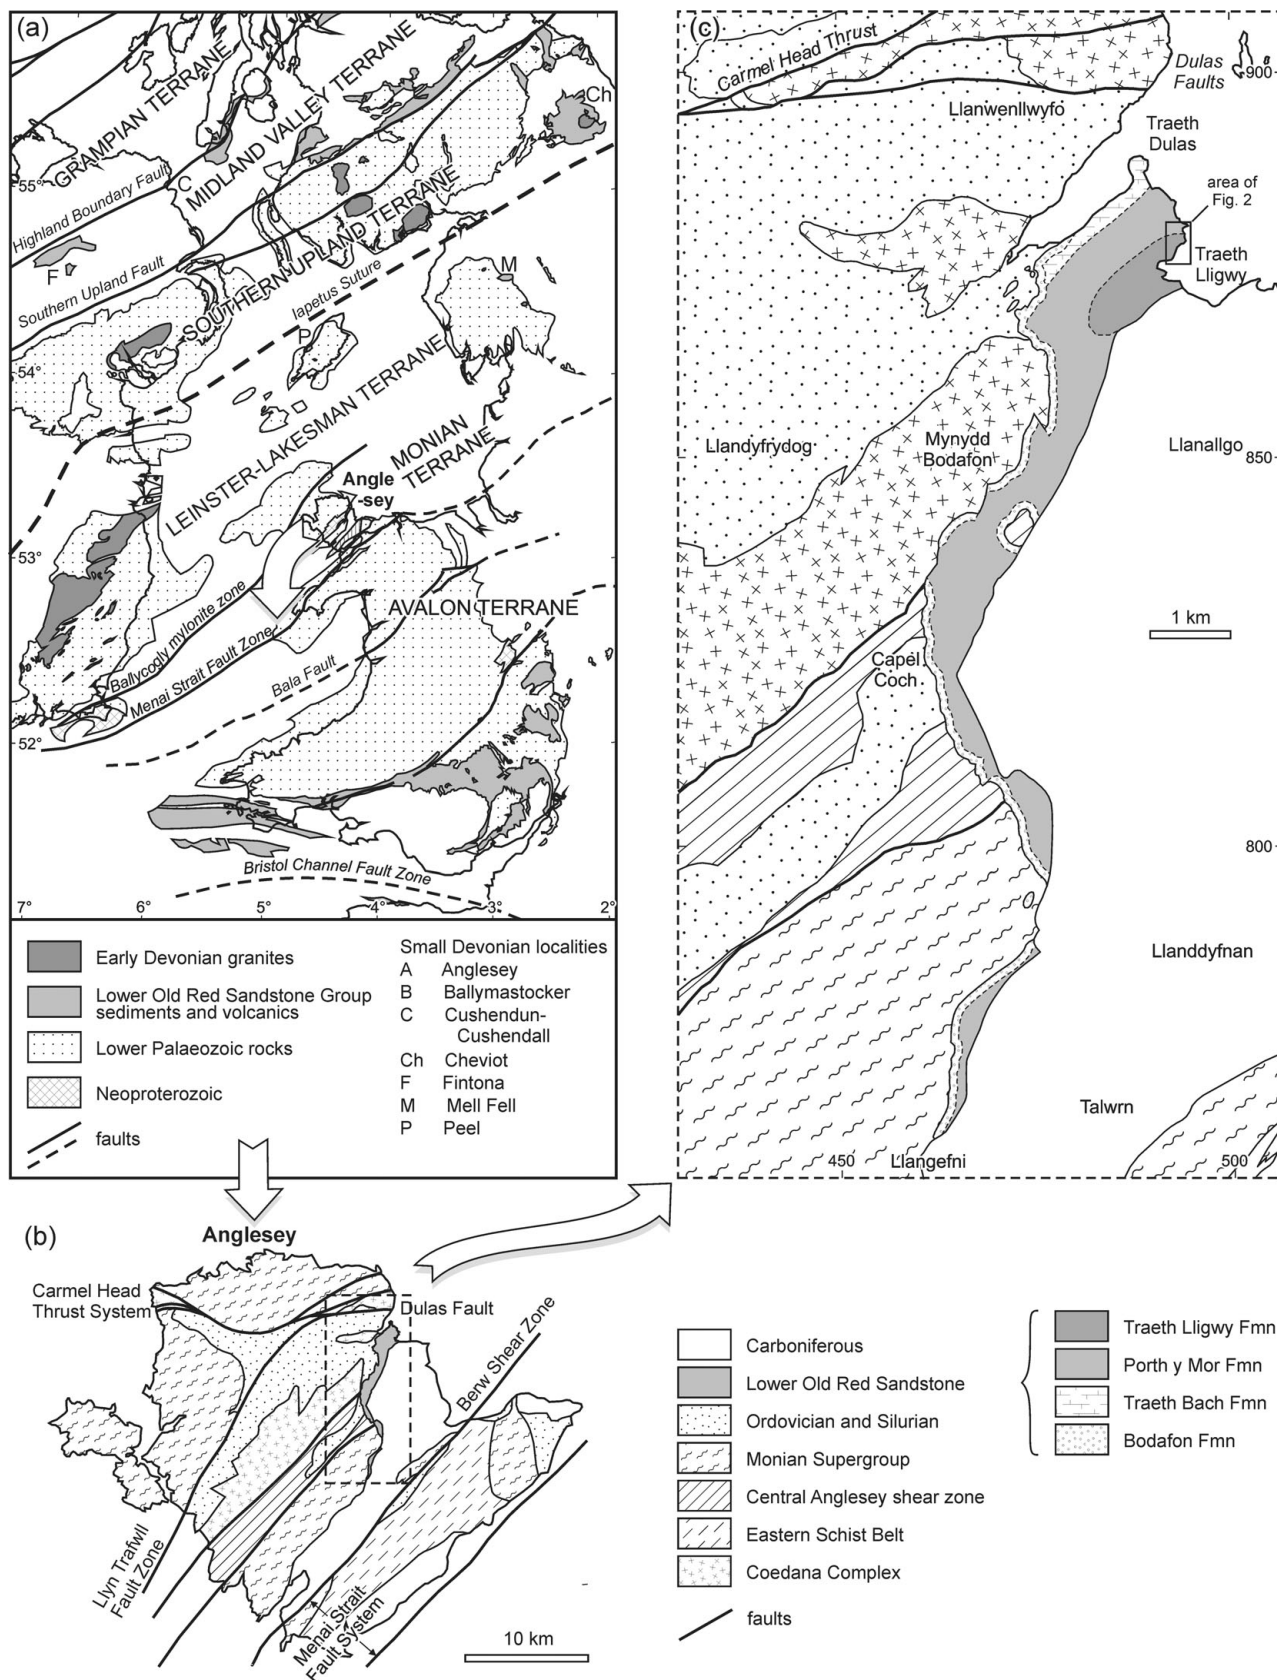 (a)
GRAMPIAN TERRANE
MIDLAND VALLEY TERRANE
Ch
55°
Highland Boundary Fault
C
SOUTHERN UPLAND TERRANE
F
Southern Upland Fault
Iapetus Suture
M
P
54°
LEINSTER-LAKESMAN TERRANE
MONIAN
TERRANE
Angle
-sey
53°
Ballycogly mylonite zone
Menai Strait Fault Zone
AVALON TERRANE
Bala Fault
52°
Bristol Channel Fault Zone
7° 6° 5° 4° 3° 2°
Early Devonian granites
Lower Old Red Sandstone Group
sediments and volcanics
Lower Palaeozoic rocks
Neoproterozoic
faults
Small Devonian localities
A Anglesey
B Ballymastocker
C Cushendun-
Cushendall
Ch Cheviot
F Fintona
M Mell Fell
P Peel
(b)
Anglesey
Carmel Head
Thrust System
Dulas Fault
Berw Shear Zone
Llyn Trafwll
Fault Zone
Menai Strait
Fault System
10 km
(c)
Carmel Head Thrust
Dulas
Faults
900
Llanwenllwyfo
Traeth
Dulas
area of
Fig. 2
Traeth
Lligwy
Llandyfrydog
Mynydd
Bodafon
Llanallgo
850
1 km
Capel
Coch
800
Llanddyfnan
Talwrn
450
Llangefni
500
Carboniferous
Lower Old Red Sandstone
Ordovician and Silurian
Monian Supergroup
Central Anglesey shear zone
Eastern Schist Belt
Coedana Complex
faults
Traeth Lligwy Fmn
Porth y Mor Fmn
Traeth Bach Fmn
Bodafon Fmn